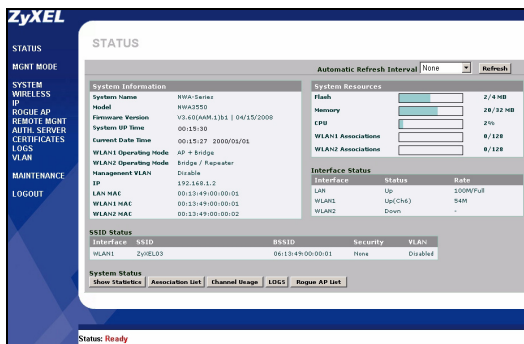 ZyXEL
STATUS
MGNT MODE
SYSTEM
WIRELESS
IP
ROGUE AP
REMOTE MGNT
AUTH. SERVER
CERTIFICATES
LOGS
VLAN
MAINTENANCE
LOGOUT
STATUS
Automatic Refresh Interval None Refresh
System Information
System Name NWA-Series
Model NWA3550
Firmware Version V3.60(AAM.1)b1 | 04/15/2008
System UP Time 00:15:30
Current Date Time 00:15:27 2000/01/01
WLAN1 Operating Mode AP + Bridge
WLAN2 Operating Mode Bridge / Repeater
Management VLAN Disable
IP 192.168.1.2
LAN MAC 00:13:49:00:00:01
WLAN1 MAC 00:13:49:00:00:01
WLAN2 MAC 00:13:49:00:00:02
System Resources
Flash 2/4 MB
Memory 20/32 MB
CPU 2%
WLAN1 Associations 0/128
WLAN2 Associations 0/128
Interface Status
Interface Status Rate
LAN Up 100M/Full
WLAN1 Up(Ch6) 54M
WLAN2 Down -
SSID Status
Interface SSID BSSID Security VLAN
WLAN1 ZyXEL03 06:13:49:00:00:01 None Disabled
System Status
Show Statistics Association List Channel Usage LOGS Rogue AP List
Status: Ready